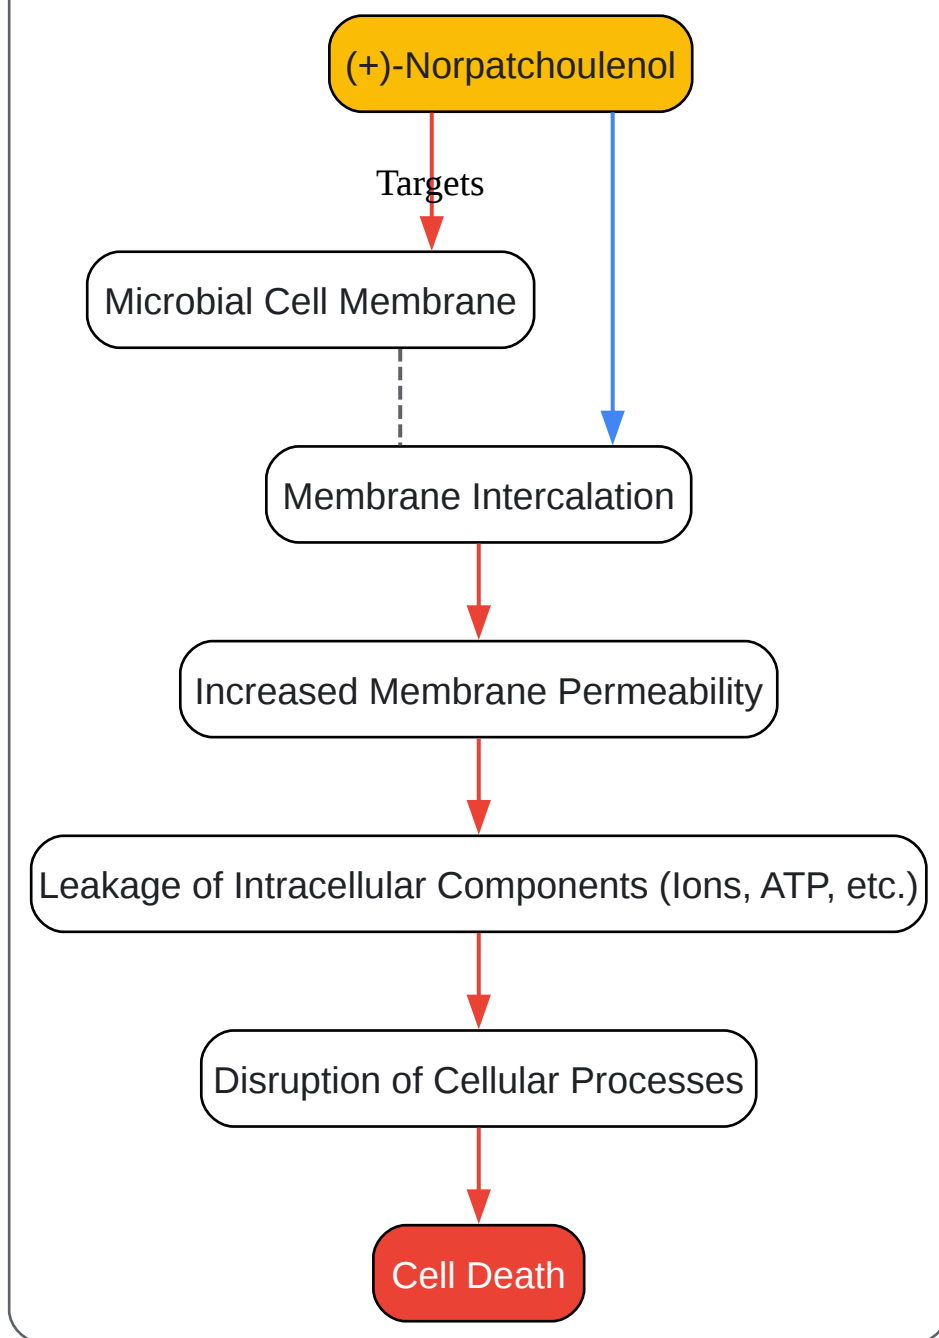 (+)-Norpatchoulenol
Targets
Microbial Cell Membrane
Membrane Intercalation
Increased Membrane Permeability
Leakage of Intracellular Components (Ions, ATP, etc.)
Disruption of Cellular Processes
Cell Death